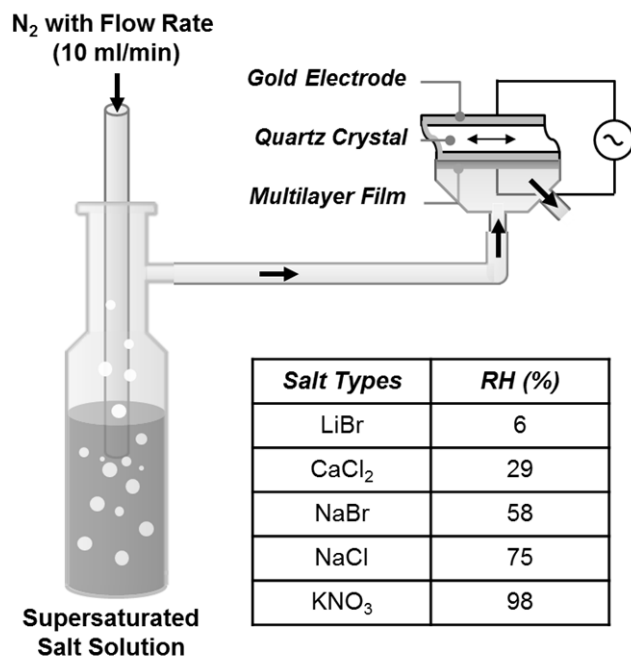 N₂ with Flow Rate
(10 ml/min)
Gold Electrode
Quartz Crystal
Multilayer Film
Salt Types RH (%)
LiBr 6
CaCl₂ 29
NaBr 58
NaCl 75
KNO₃ 98
Supersaturated
Salt Solution